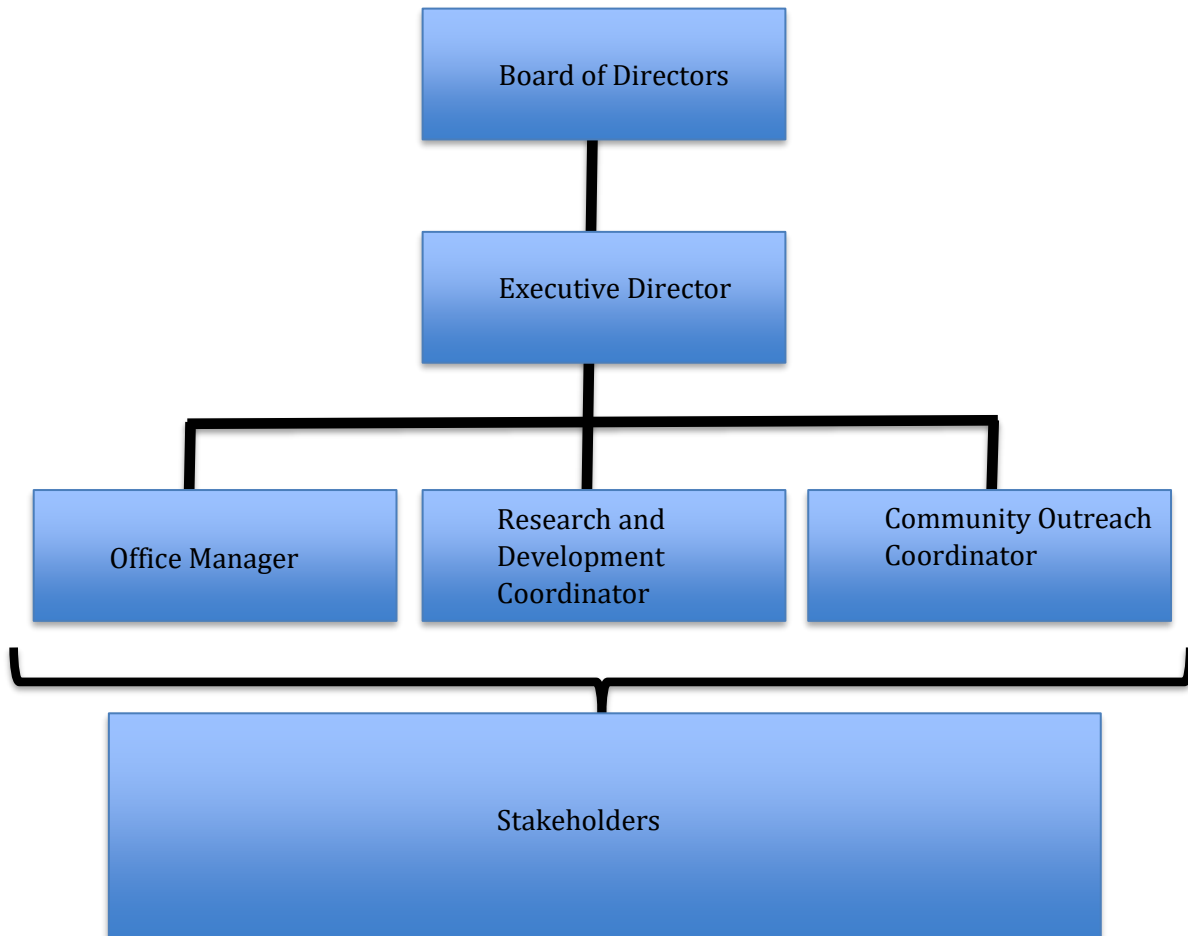 Board of Directors
Executive Director
Office Manager
Research and
Development
Coordinator
Community Outreach
Coordinator
Stakeholders